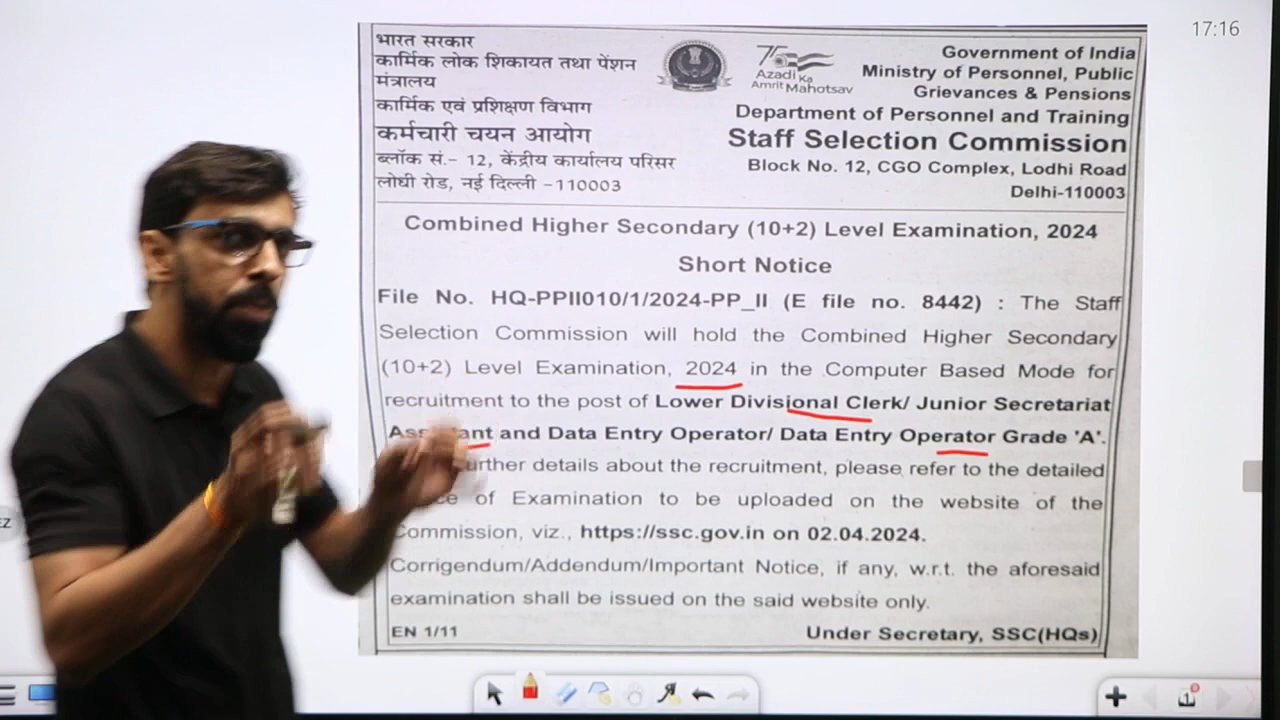 17:16
भारत सरकार
कार्मिक लोक शिकायत तथा पेंशन
मंत्रालय
कार्मिक एवं प्रशिक्षण विभाग
कर्मचारी चयन आयोग
ब्लॉक सं.- 12, केंद्रीय कार्यालय परिसर
लोधी रोड, नई दिल्ली -110003
75
Azadi Ka
Amrit Mahotsav
Government of India
Ministry of Personnel, Public
Grievances & Pensions
Department of Personnel and Training
Staff Selection Commission
Block No. 12, CGO Complex, Lodhi Road
Delhi-110003
Combined Higher Secondary (10+2) Level Examination, 2024
Short Notice
File No. HQ-PPII010/1/2024-PP_II (E file no. 8442) : The Staff
Selection Commission will hold the Combined Higher Secondary
(10+2) Level Examination, 2024 in the Computer Based Mode for
recruitment to the post of Lower Divisional Clerk/ Junior Secretariat
Assistant and Data Entry Operator/ Data Entry Operator Grade 'A'.
further details about the recruitment, please refer to the detailed
of Examination to be uploaded on the website of the
Commission, viz., https://ssc.gov.in on 02.04.2024.
Corrigendum/Addendum/Important Notice, if any, w.r.t. the aforesaid
examination shall be issued on the said website only.
EN 1/11
Under Secretary, SSC(HQs)
EZ
1